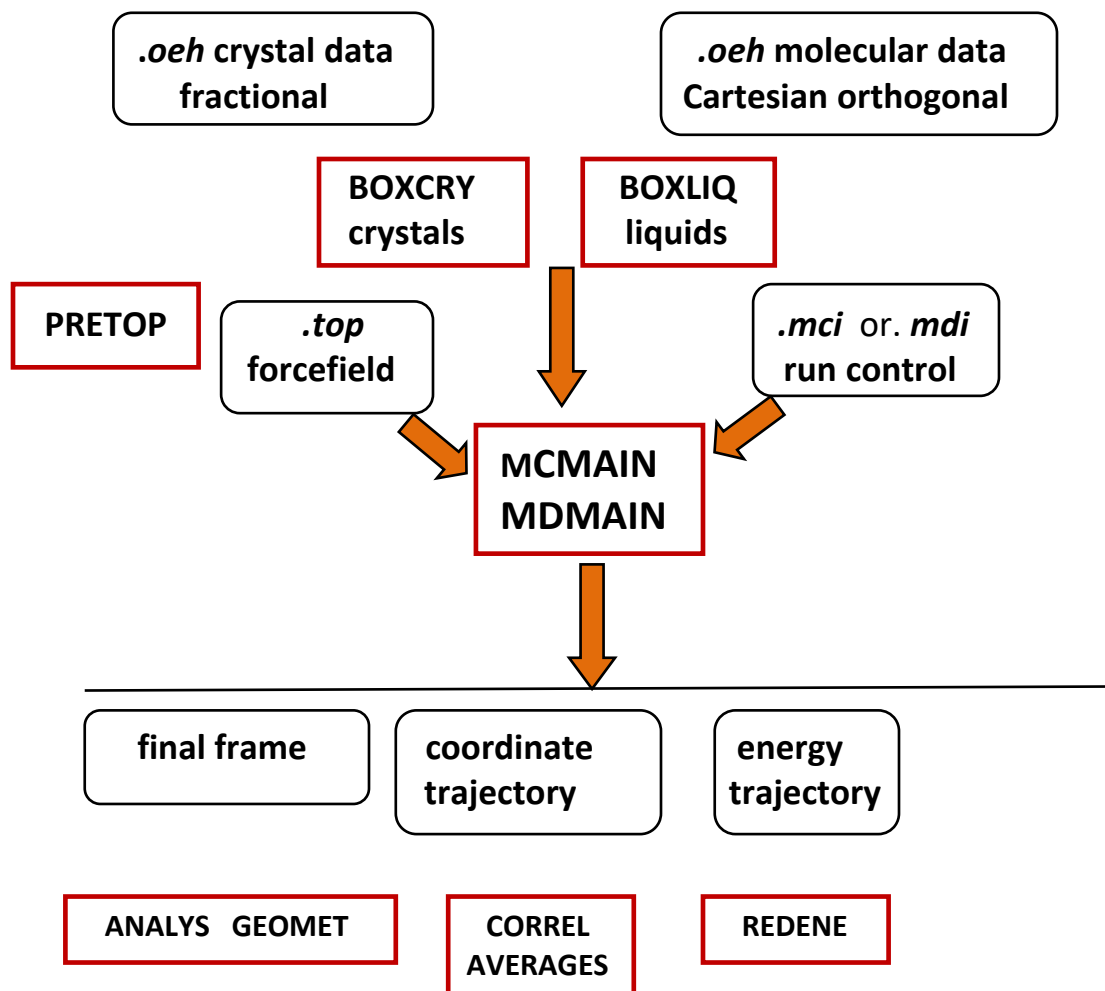 .oeh crystal data
fractional
.oeh molecular data
Cartesian orthogonal
BOXCRY
crystals
BOXLIQ
liquids
PRETOP
.top
forcefield
.mci or. mdi
run control
MCMAIN
MDMAIN
final frame
coordinate
trajectory
energy
trajectory
ANALYS GEOMET
CORREL
AVERAGES
REDENE